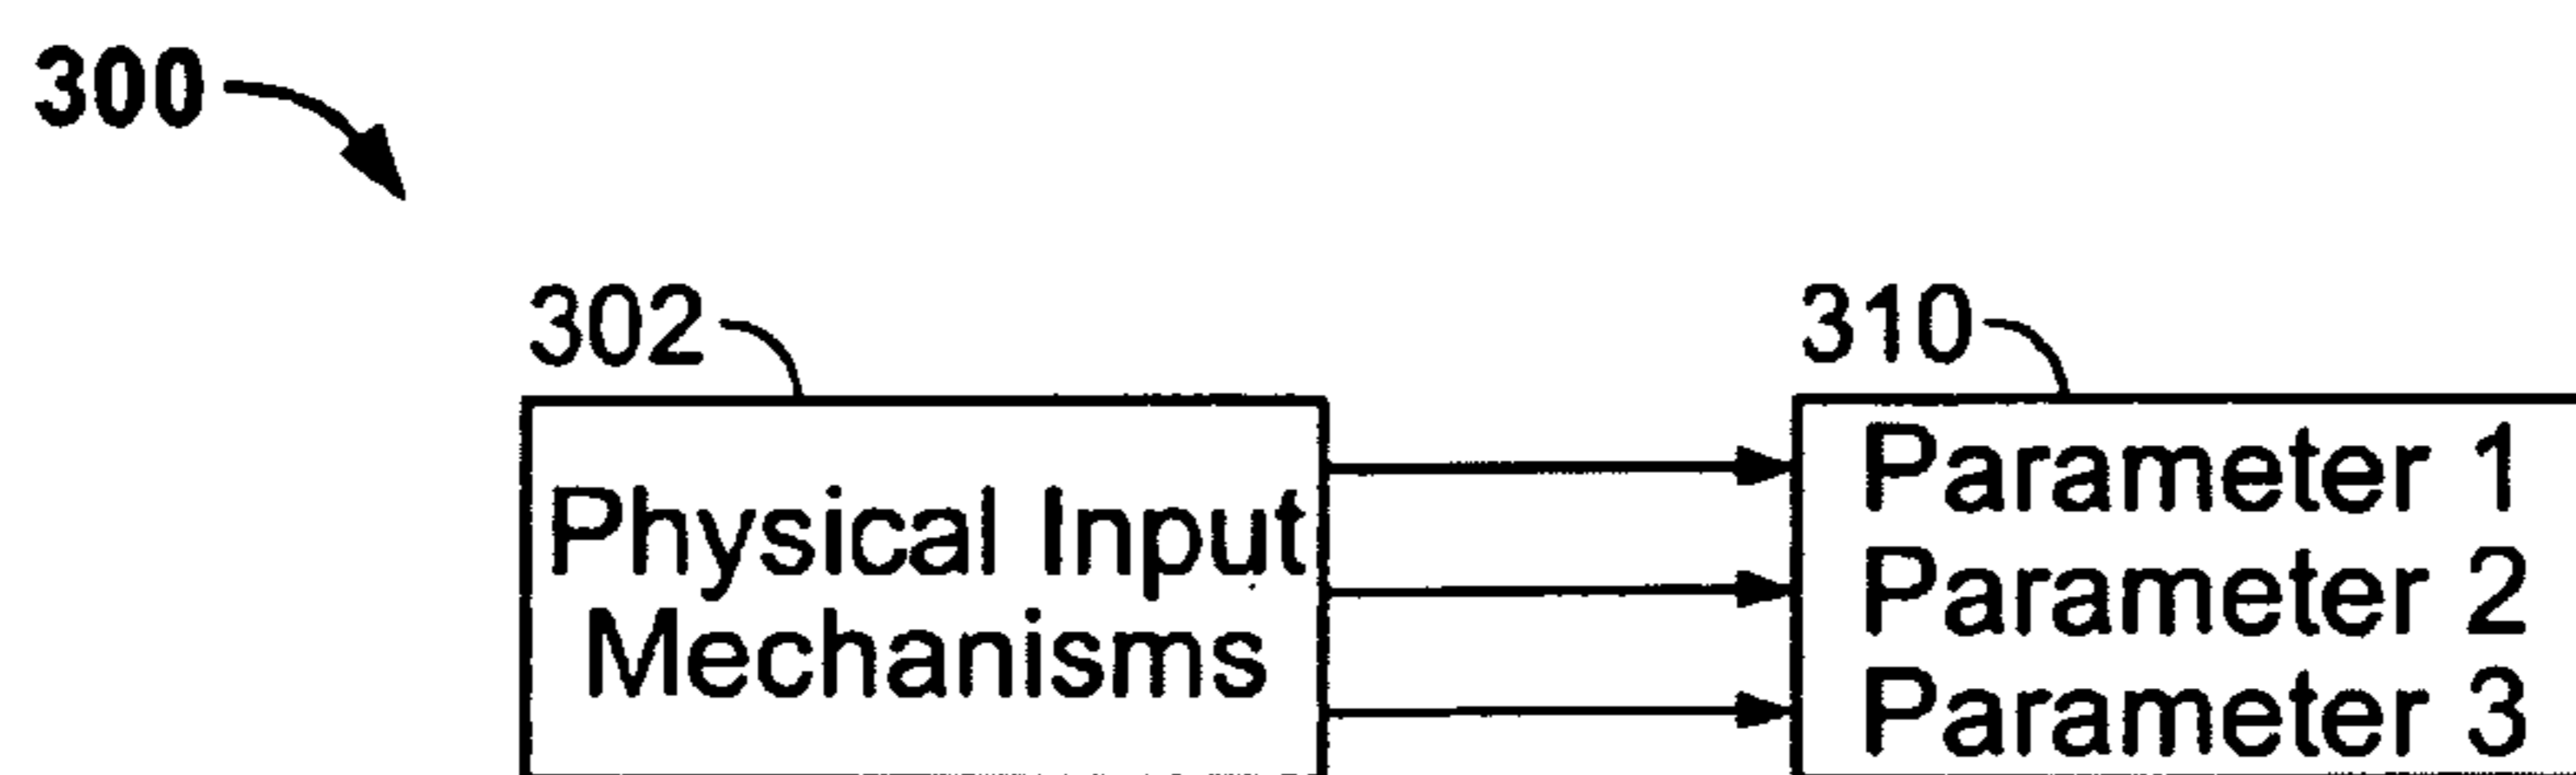 300
302
310
Physical Input
Mechanisms
Parameter 1
Parameter 2
Parameter 3